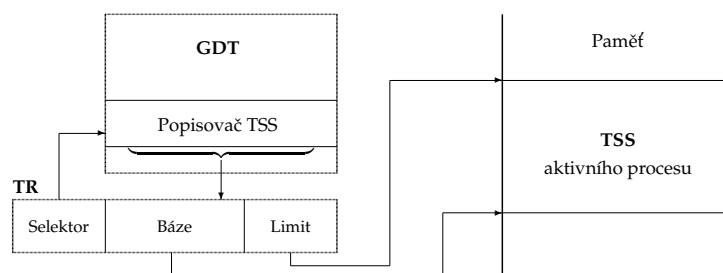 GDT
Paměť
Popisovač TSS
TSS
aktivního procesu
TR
Selektor
Báze
Limit